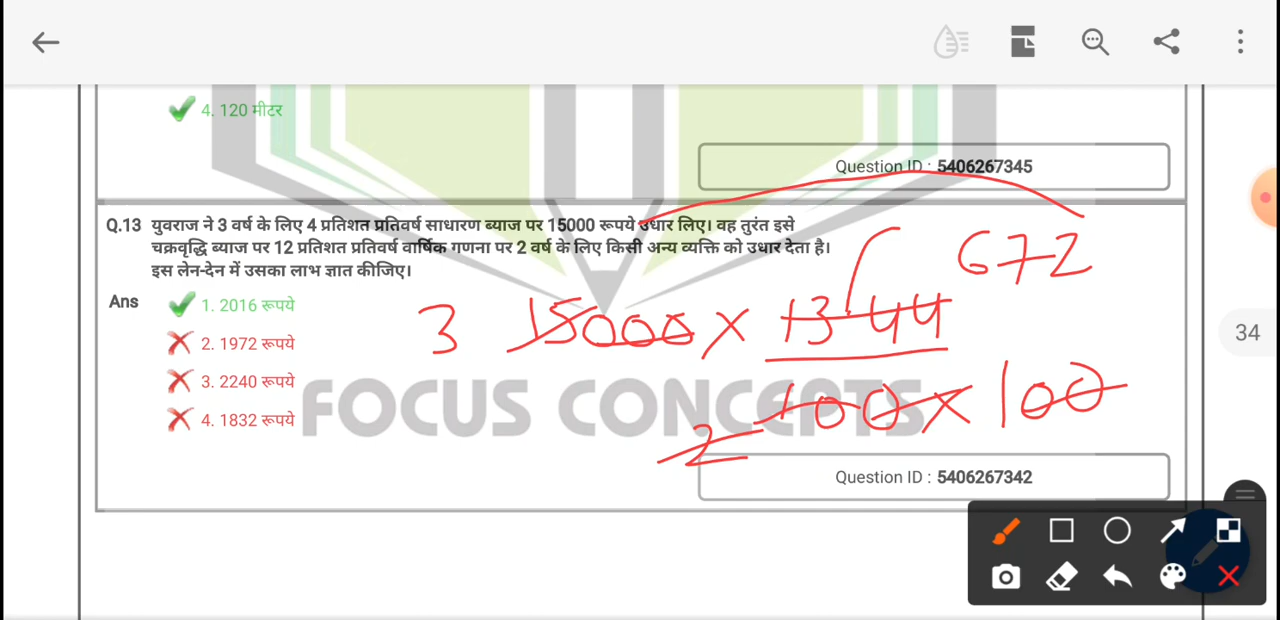 4. 120 मीटर
Question ID : 5406267345
Q.13 युवराज ने 3 वर्ष के लिए 4 प्रतिशत प्रतिवर्ष साधारण ब्याज पर 15000 रूपये उधार लिए। वह तुरंत इसे
चक्रवृद्धि ब्याज पर 12 प्रतिशत प्रतिवर्ष वार्षिक गणना पर 2 वर्ष के लिए किसी अन्य व्यक्ति को उधार देता है।
इस लेन-देन में उसका लाभ ज्ञात कीजिए।
672
Ans
1. 2016 रूपये
3 15000 × 1344
34
2. 1972 रूपये
3. 2240 रूपये
100 × 100
FOCUS CONCEPTS
4. 1832 रूपये
2
Question ID : 5406267342